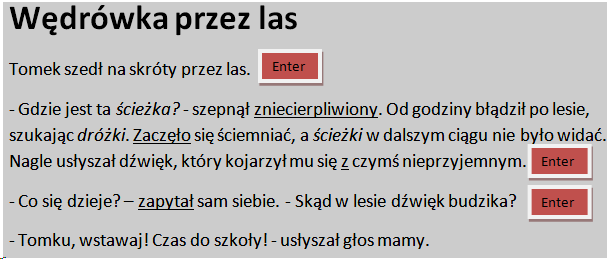 Wędrówka przez las
Tomek szedł na skróty przez las. Enter
- Gdzie jest ta ścieżka? - szepnął zniecierpliwiony. Od godziny błądził po lesie,
szukając dróżki. Zaczęło się ściemniać, a ścieżki w dalszym ciągu nie było widać.
Nagle usłyszał dźwięk, który kojarzył mu się z czymś nieprzyjemnym. Enter
- Co się dzieje? – zapytał sam siebie. - Skąd w lesie dźwięk budzika? Enter
- Tomku, wstawaj! Czas do szkoły! - usłyszał głos mamy.